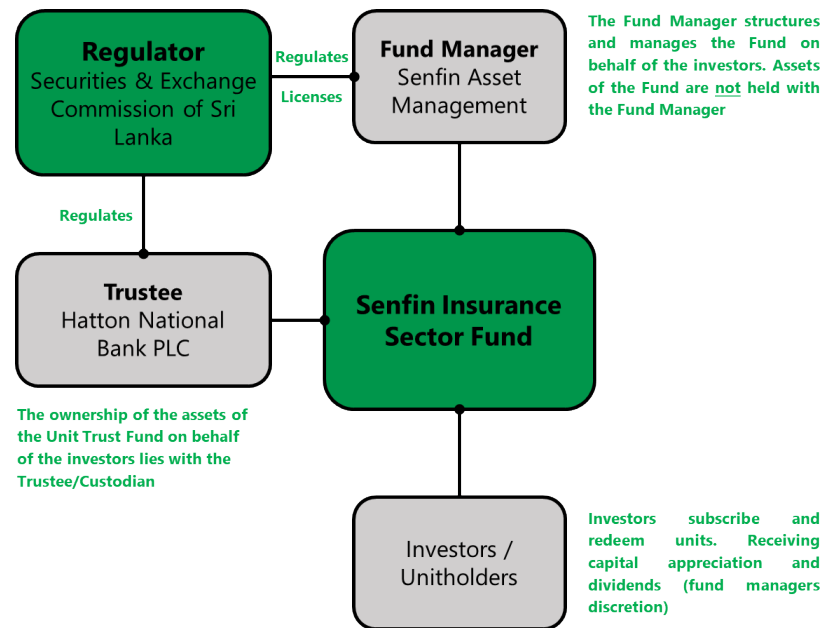 Regulator
Securities & Exchange
Commission of Sri
Lanka
Regulates
Licenses
Fund Manager
Senfin Asset
Management
The Fund Manager structures
and manages the Fund on
behalf of the investors. Assets
of the Fund are not held with
the Fund Manager
Regulates
Trustee
Hatton National
Bank PLC
Senfin Insurance
Sector Fund
The ownership of the assets of
the Unit Trust Fund on behalf
of the investors lies with the
Trustee/Custodian
Investors /
Unitholders
Investors subscribe and
redeem units. Receiving
capital appreciation and
dividends (fund managers
discretion)